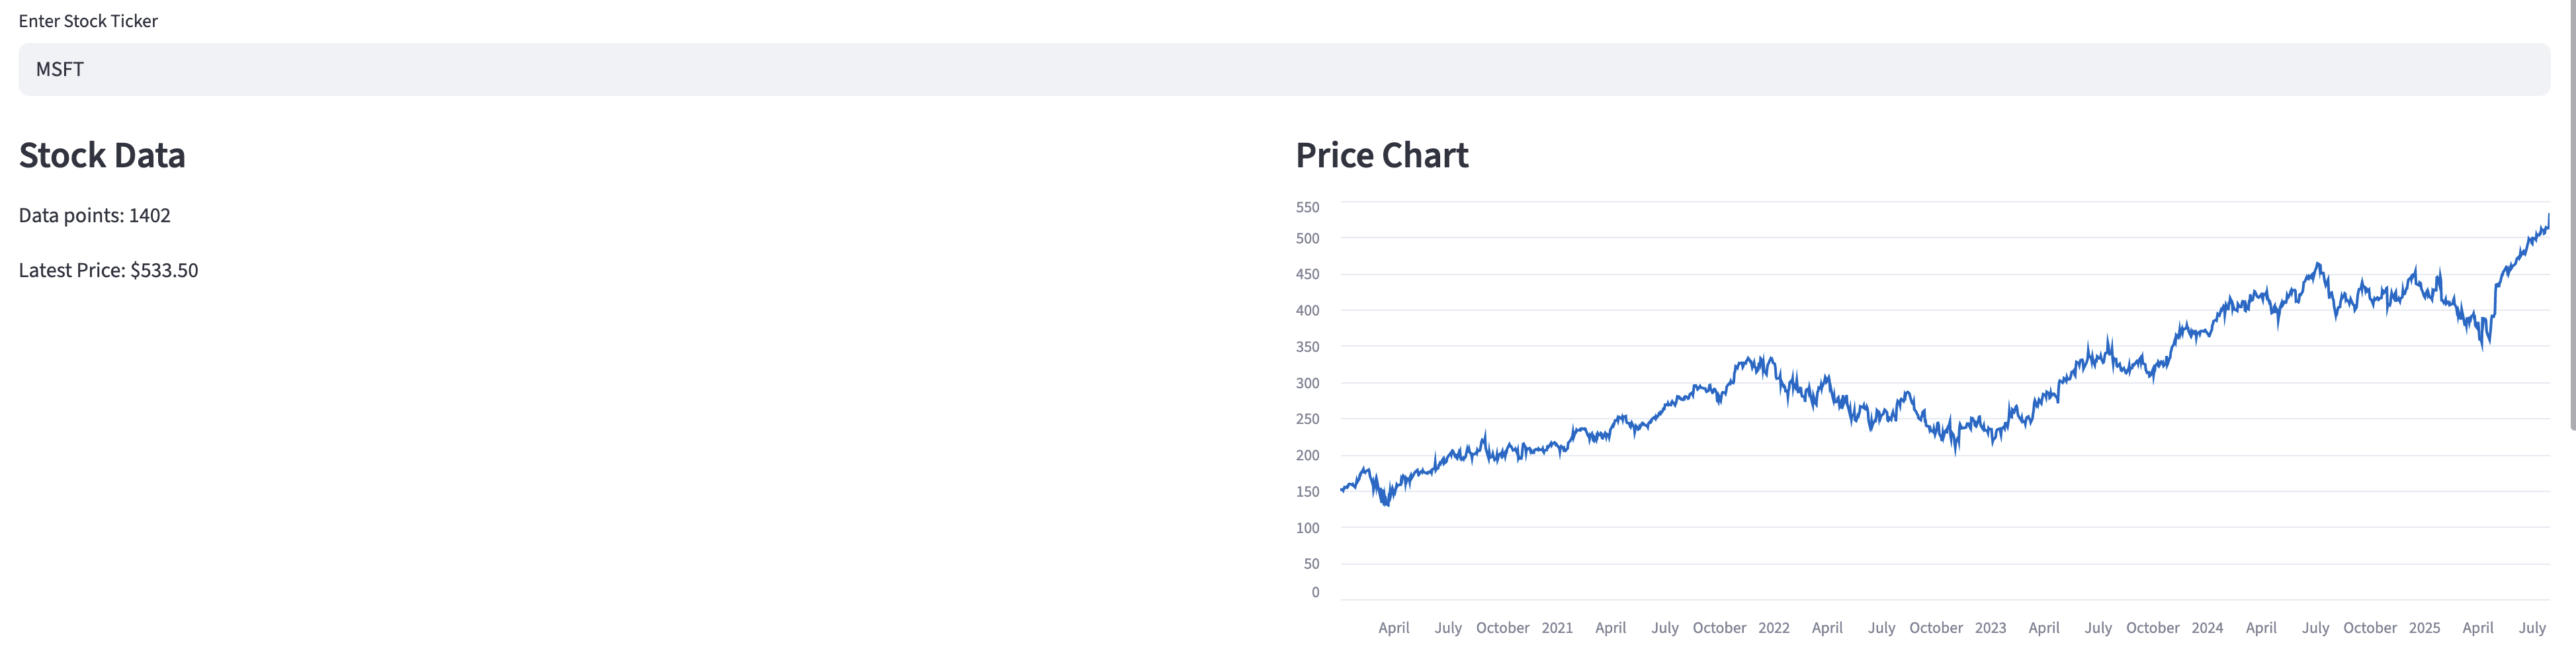 Enter Stock Ticker
MSFT
Stock Data
Data points: 1402
Latest Price: $533.50
Price Chart
550
500
450
400
350
300
250
200
150
100
50
0
April July October 2021 April July October 2022 April July October 2023 April July October 2024 April July October 2025 April July